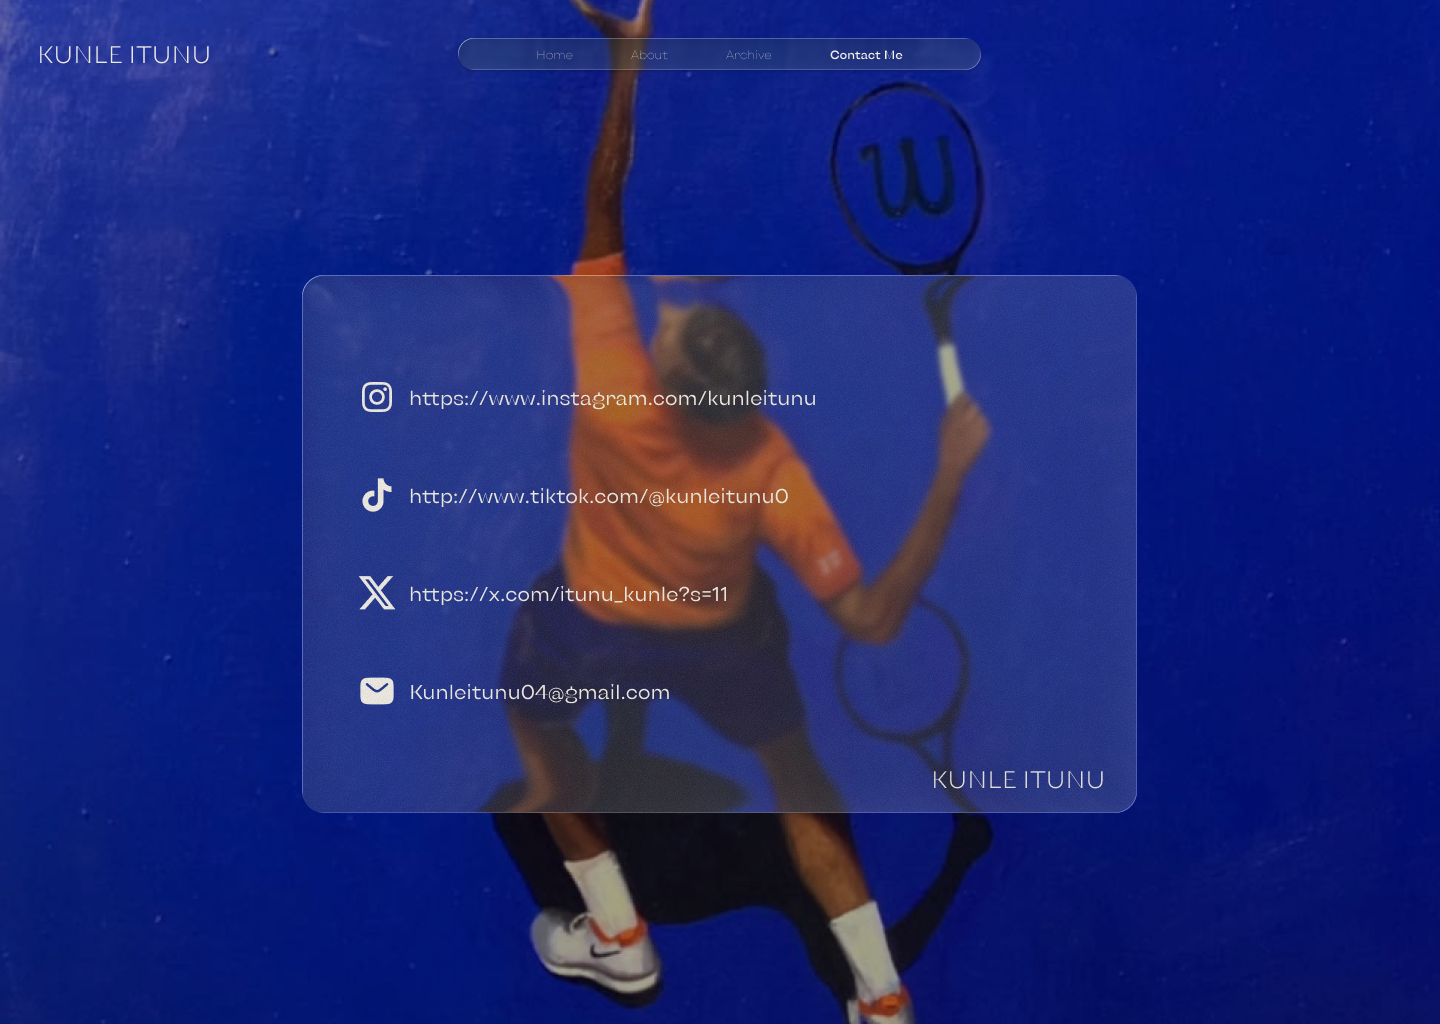 KUNLE ITUNU
Home About Archive Contact Me
W
https://www.instagram.com/kunleitunu
http://www.tiktok.com/@kunleitunu0
https://x.com/itunu_kunle?s=11
Kunleitunu04@gmail.com
KUNLE ITUNU